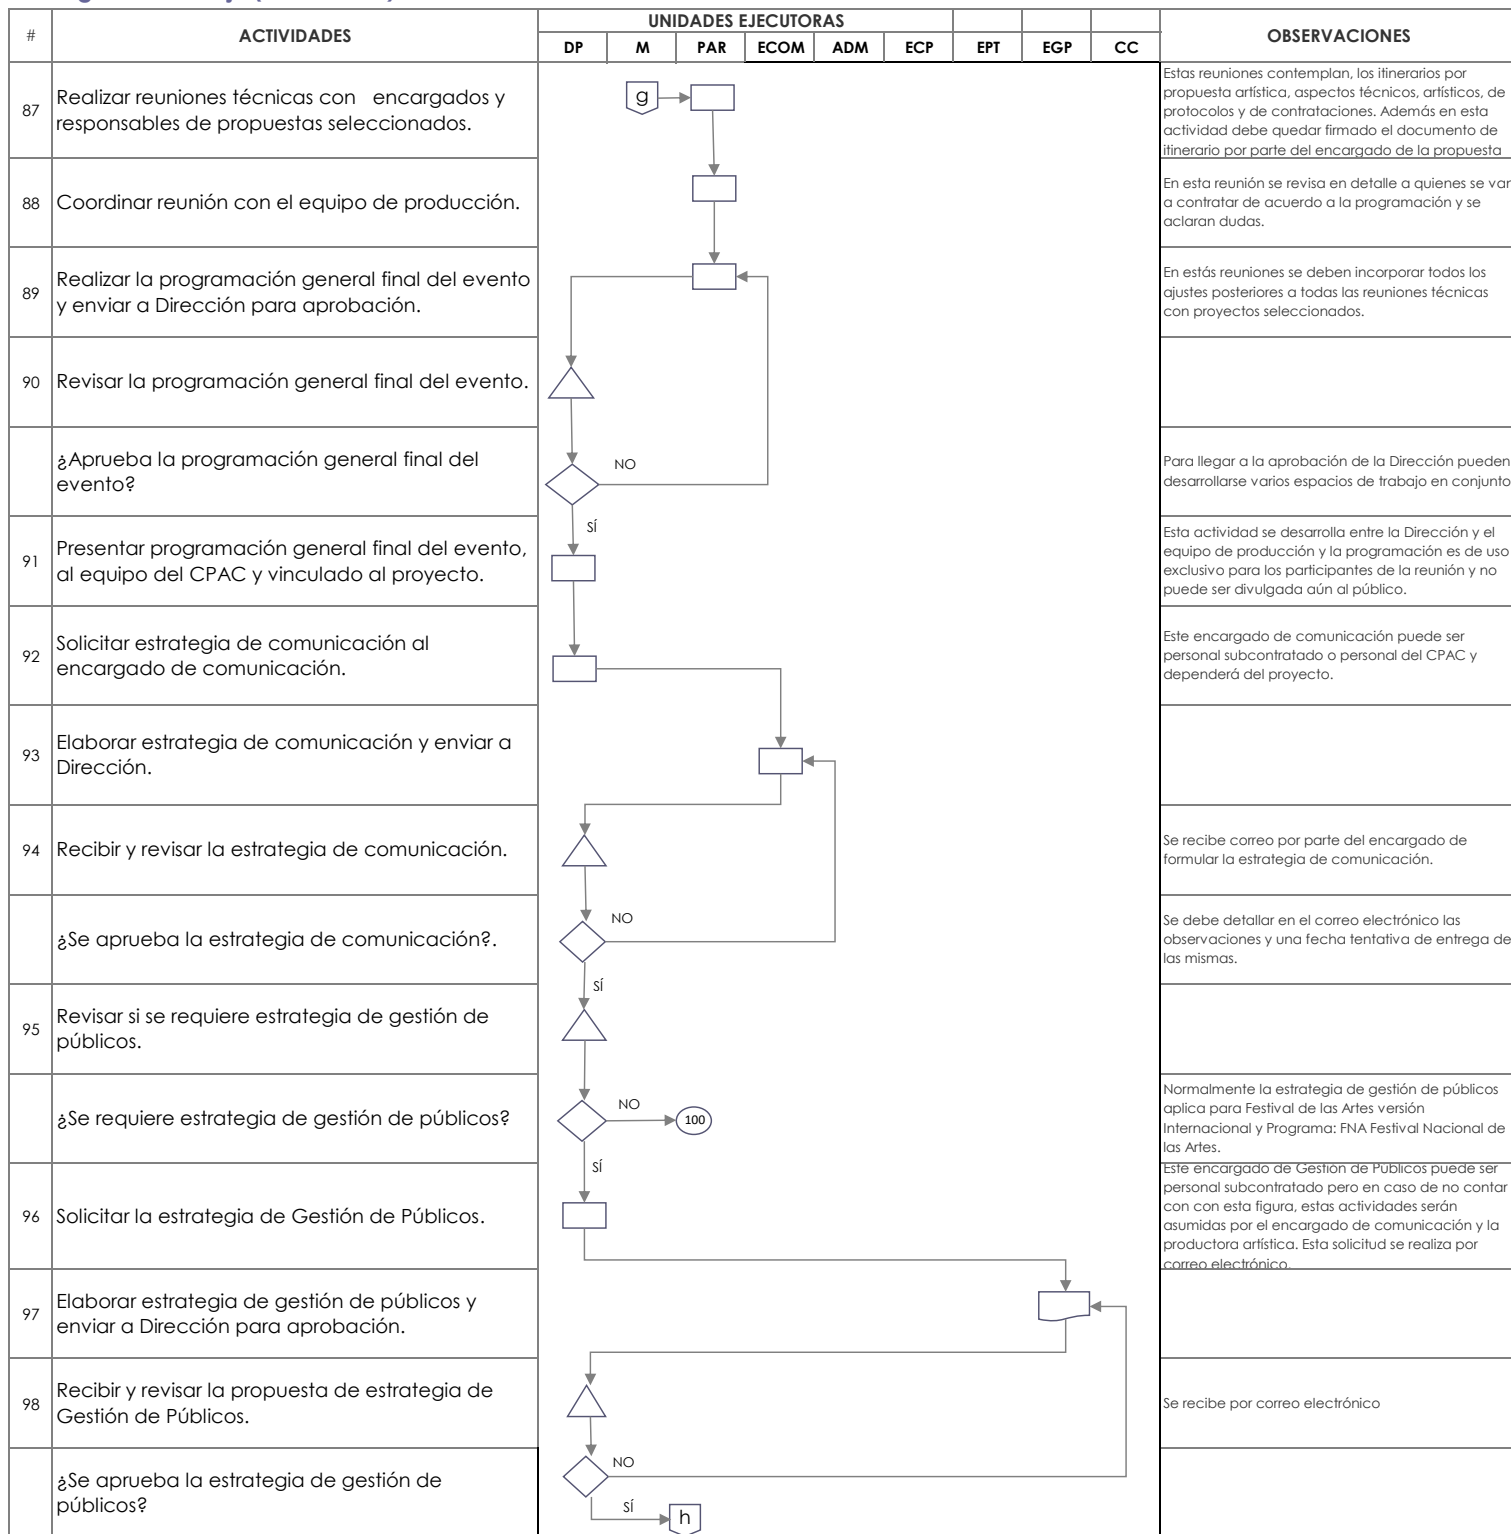 # ACTIVIDADES UNIDADES EJECUTORAS OBSERVACIONES
DP M PAR ECOM ADM ECP EPT EGP CC
87
Realizar reuniones técnicas con encargados y
responsables de propuestas seleccionados.
g
Estas reuniones contemplan, los itinerarios por
propuesta artística, aspectos técnicos, artísticos, de
protocolos y de contrataciones. Además en esta
actividad debe quedar firmado el documento de
itinerario por parte del encargado de la propuesta
88
Coordinar reunión con el equipo de producción.
En esta reunión se revisa en detalle a quienes se van
a contratar de acuerdo a la programación y se
aclaran dudas.
89
Realizar la programación general final del evento
y enviar a Dirección para aprobación.
En estás reuniones se deben incorporar todos los
ajustes posteriores a todas las reuniones técnicas
con proyectos seleccionados.
90
Revisar la programación general final del evento.
¿Aprueba la programación general final del
evento?
NO
SÍ
Para llegar a la aprobación de la Dirección pueden
desarrollarse varios espacios de trabajo en conjunto
91
Presentar programación general final del evento,
al equipo del CPAC y vinculado al proyecto.
Esta actividad se desarrolla entre la Dirección y el
equipo de producción y la programación es de uso
exclusivo para los participantes de la reunión y no
puede ser divulgada aún al público.
92
Solicitar estrategia de comunicación al
encargado de comunicación.
Este encargado de comunicación puede ser
personal subcontratado o personal del CPAC y
dependerá del proyecto.
93
Elaborar estrategia de comunicación y enviar a
Dirección.
94
Recibir y revisar la estrategia de comunicación.
Se recibe correo por parte del encargado de
formular la estrategia de comunicación.
¿Se aprueba la estrategia de comunicación?.
NO
SÍ
Se debe detallar en el correo electrónico las
observaciones y una fecha tentativa de entrega de
las mismas.
95
Revisar si se requiere estrategia de gestión de
públicos.
¿Se requiere estrategia de gestión de públicos?
NO
100
SÍ
Normalmente la estrategia de gestión de públicos
aplica para Festival de las Artes versión
Internacional y Programa: FNA Festival Nacional de
las Artes.
96
Solicitar la estrategia de Gestión de Públicos.
Este encargado de Gestión de Públicos puede ser
personal subcontratado pero en caso de no contar
con con esta figura, estas actividades serán
asumidas por el encargado de comunicación y la
productora artística. Esta solicitud se realiza por
correo electrónico.
97
Elaborar estrategia de gestión de públicos y
enviar a Dirección para aprobación.
98
Recibir y revisar la propuesta de estrategia de
Gestión de Públicos.
Se recibe por correo electrónico
¿Se aprueba la estrategia de gestión de
públicos?
NO
SÍ
h